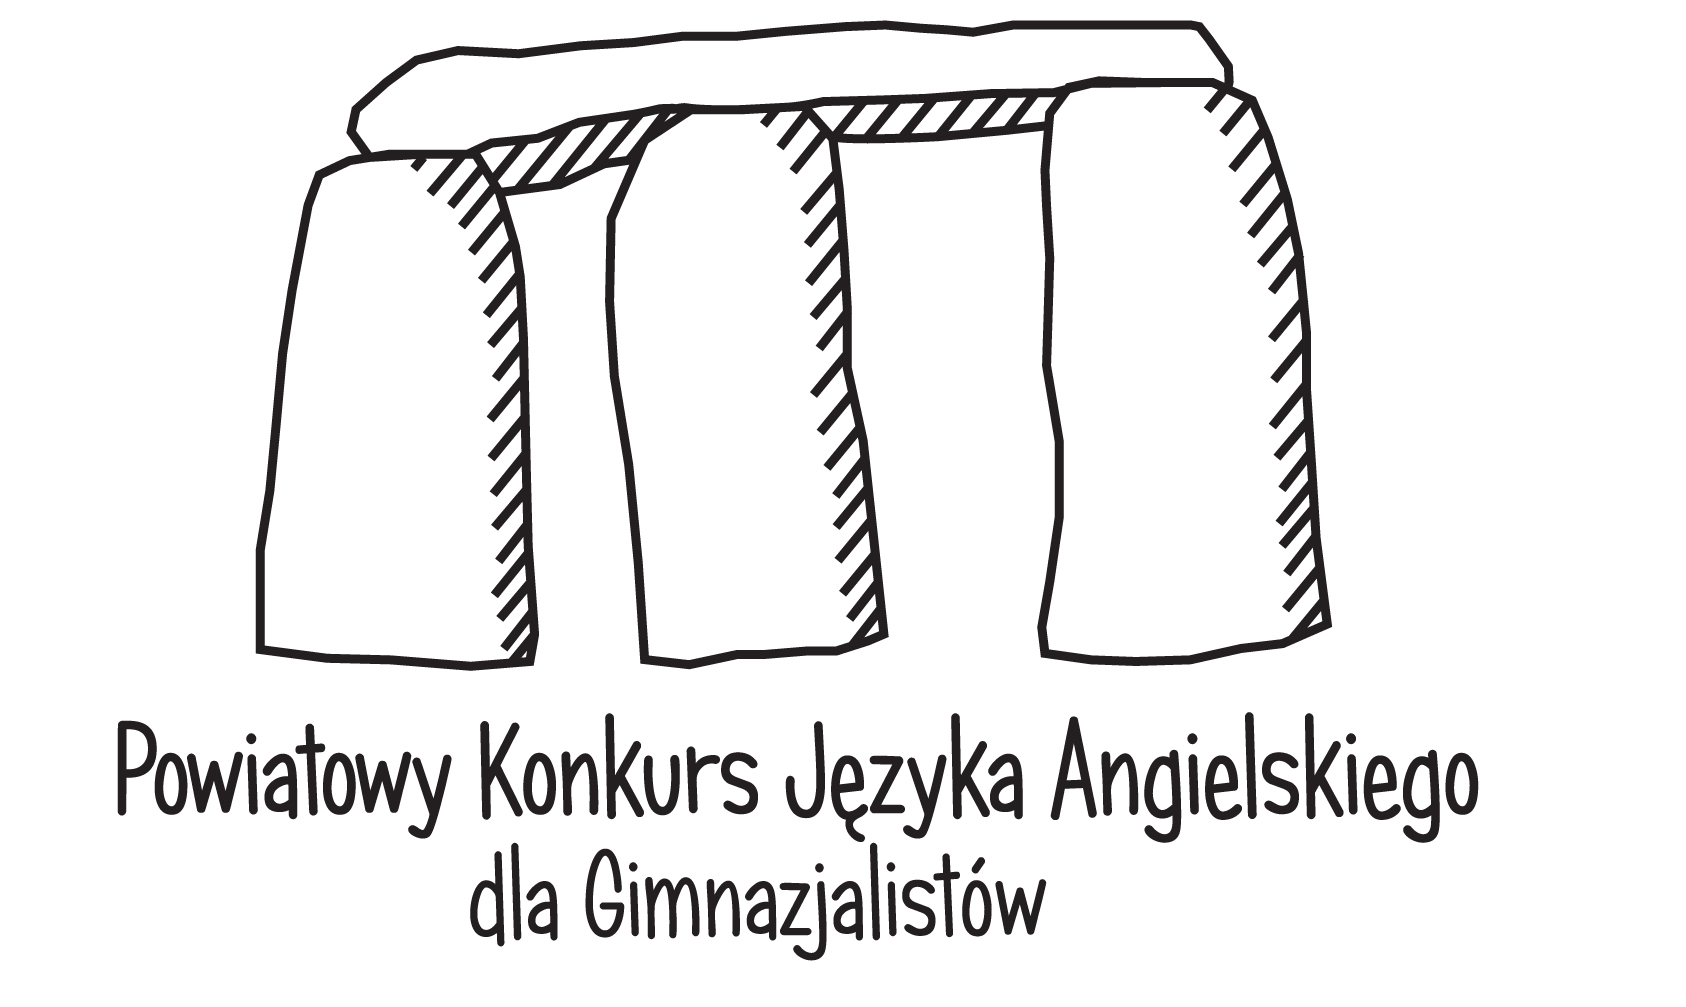 Powiatowy Konkurs Języka Angielskiego
dla Gimnazjalistów